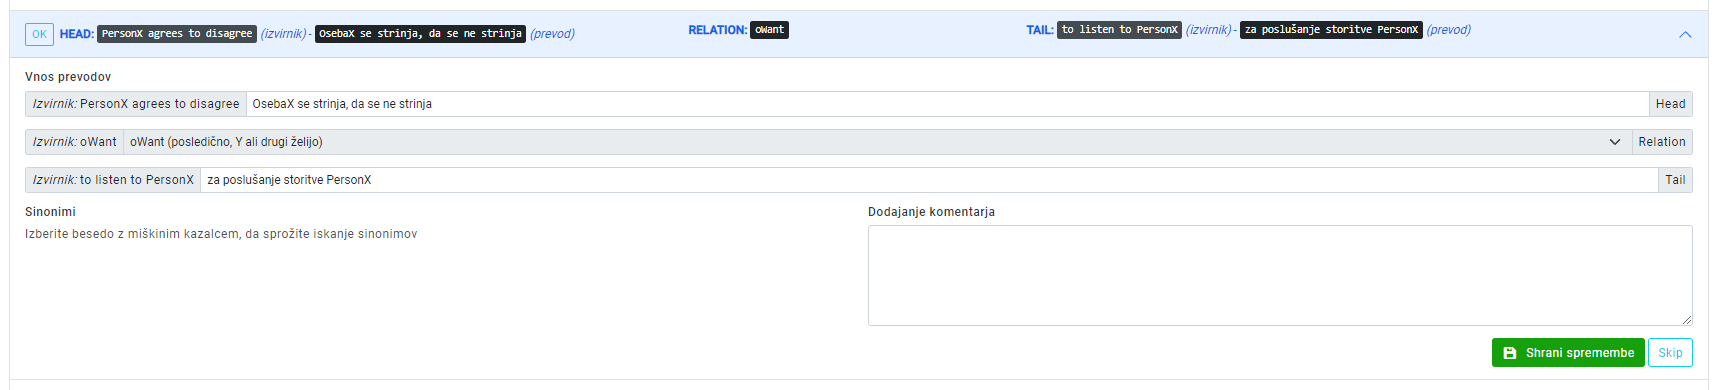 OK HEAD: PersonX agrees to disagree (izvirnik) - OsebaX se strinja, da se ne strinja (prevod) RELATION: oWant TAIL: to listen to PersonX (izvirnik) - za poslušanje storitve PersonX (prevod)
Vnos prevodov
Izvirnik: PersonX agrees to disagree OsebaX se strinja, da se ne strinja Head
Izvirnik: oWant oWant (posledično, Y ali drugi želijo) Relation
Izvirnik: to listen to PersonX za poslušanje storitve PersonX Tail
Sinonimi
Izberite besedo z miškinim kazalcem, da sprožite iskanje sinonimov
Dodajanje komentarja
Shrani spremembe Skip